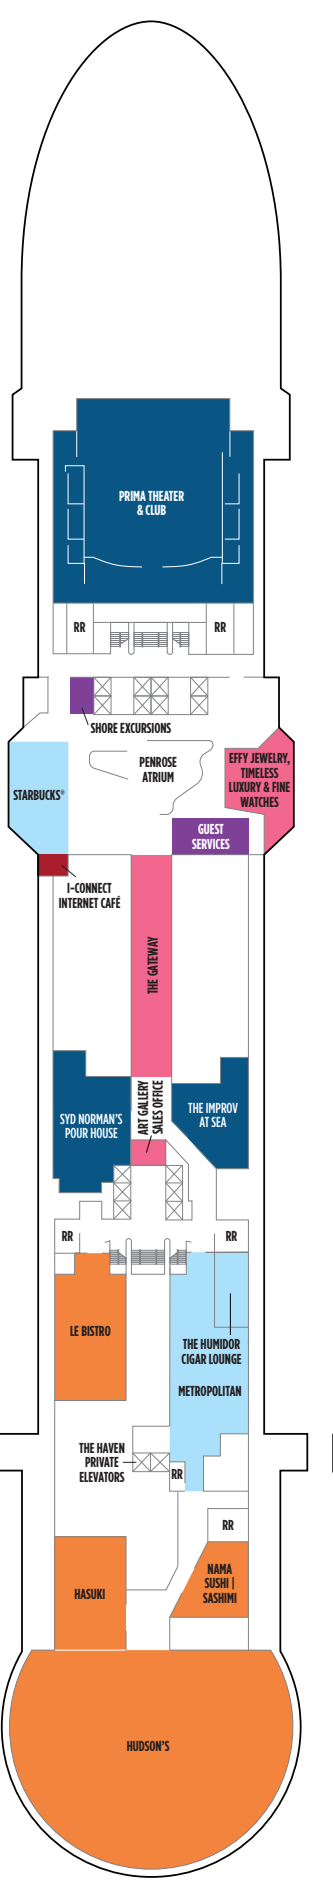 PRIMA THEATER
& CLUB
RR
RR
SHORE EXCURSIONS
PENROSE
ATRIUM
EFFY JEWELRY,
TIMELESS
LUXURY & FINE
WATCHES
STARBUCKS®
GUEST
SERVICES
I-CONNECT
INTERNET CAFÉ
THE GATEWAY
ART GALLERY
SALES OFFICE
SYD NORMAN'S
POUR HOUSE
THE IMPROV
AT SEA
RR
RR
LE BISTRO
THE HUMIDOR
CIGAR LOUNGE
METROPOLITAN
THE HAVEN
PRIVATE
ELEVATORS
RR
RR
HASUKI
NAMA
SUSHI |
SASHIMI
HUDSON'S